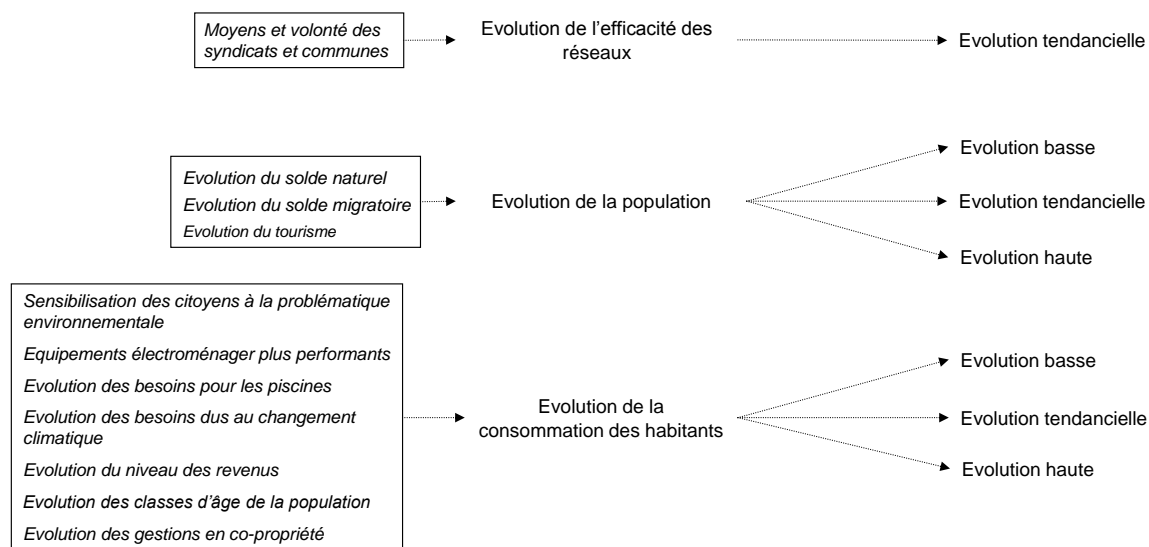 Moyens et volonté des
syndicats et communes
Evolution de l’efficacité des
réseaux
Evolution tendancielle
Evolution du solde naturel
Evolution du solde migratoire
Evolution du tourisme
Evolution de la population
Evolution basse
Evolution tendancielle
Evolution haute
Sensibilisation des citoyens à la problématique
environnementale
Equipements électroménager plus performants
Evolution des besoins pour les piscines
Evolution des besoins dus au changement
climatique
Evolution du niveau des revenus
Evolution des classes d’âge de la population
Evolution des gestions en co-propriété
Evolution de la
consommation des habitants
Evolution basse
Evolution tendancielle
Evolution haute